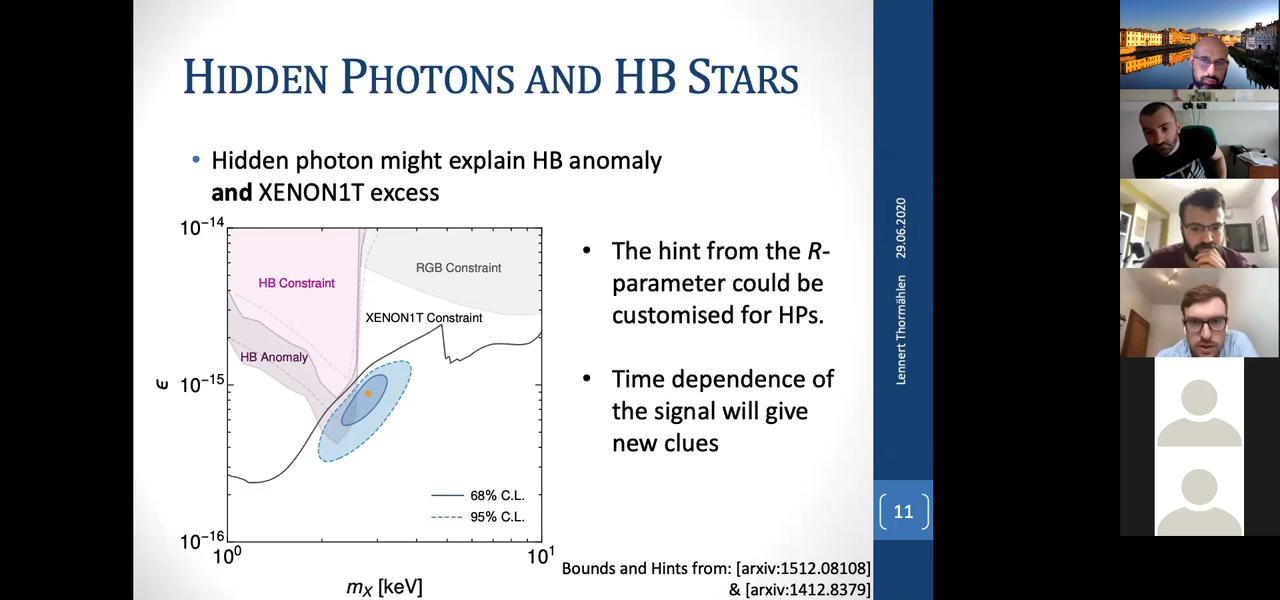 HIDDEN PHOTONS AND HB STARS
• Hidden photon might explain HB anomaly
and XENON1T excess
10⁻¹⁴
HB Constraint
RGB Constraint
XENON1T Constraint
HB Anomaly
ϵ
10⁻¹⁵
68% C.L.
95% C.L.
10⁻¹⁶
10⁰
10¹
mX [keV]
• The hint from the R-
parameter could be
customised for HPs.
• Time dependence of
the signal will give
new clues
Bounds and Hints from: [arxiv:1512.08108]
& [arxiv:1412.8379]
Lennert Thormählen 29.06.2020
11